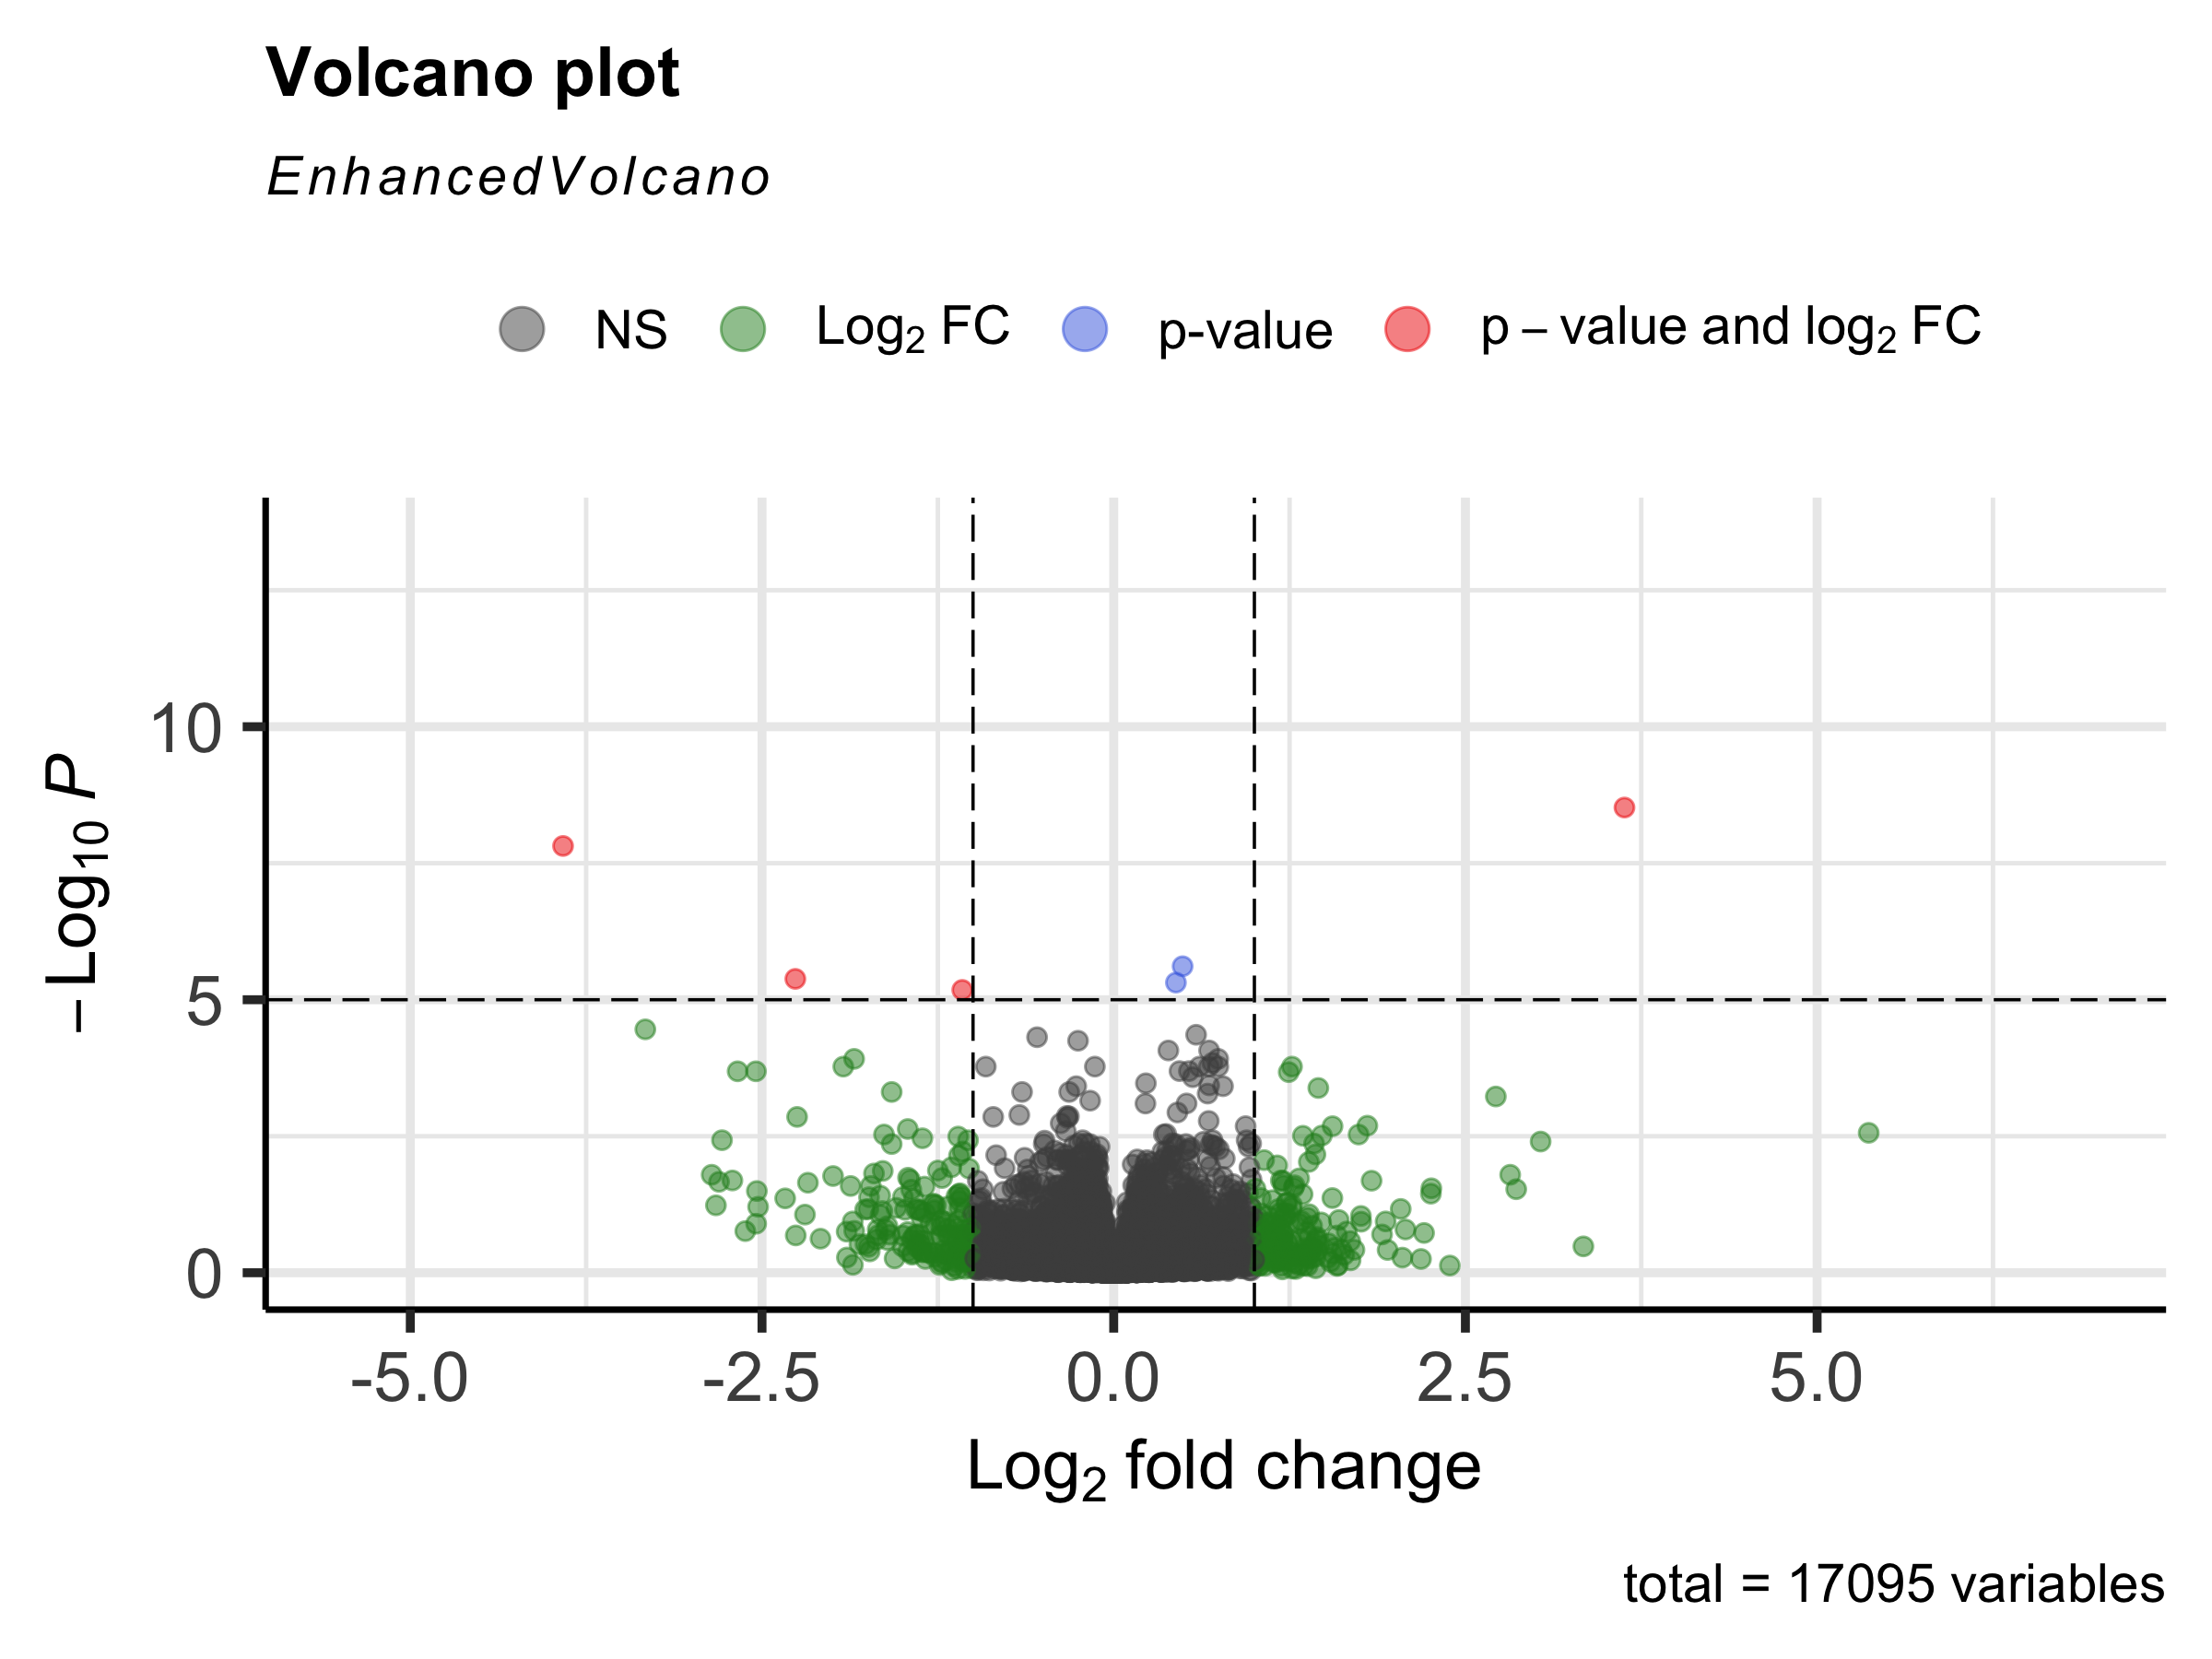 Volcano plot
EnhancedVolcano
NS Log₂ FC p-value p – value and log₂ FC
– Log₁₀ P
10
5
0
-5.0 -2.5 0.0 2.5 5.0
Log₂ fold change
total = 17095 variables